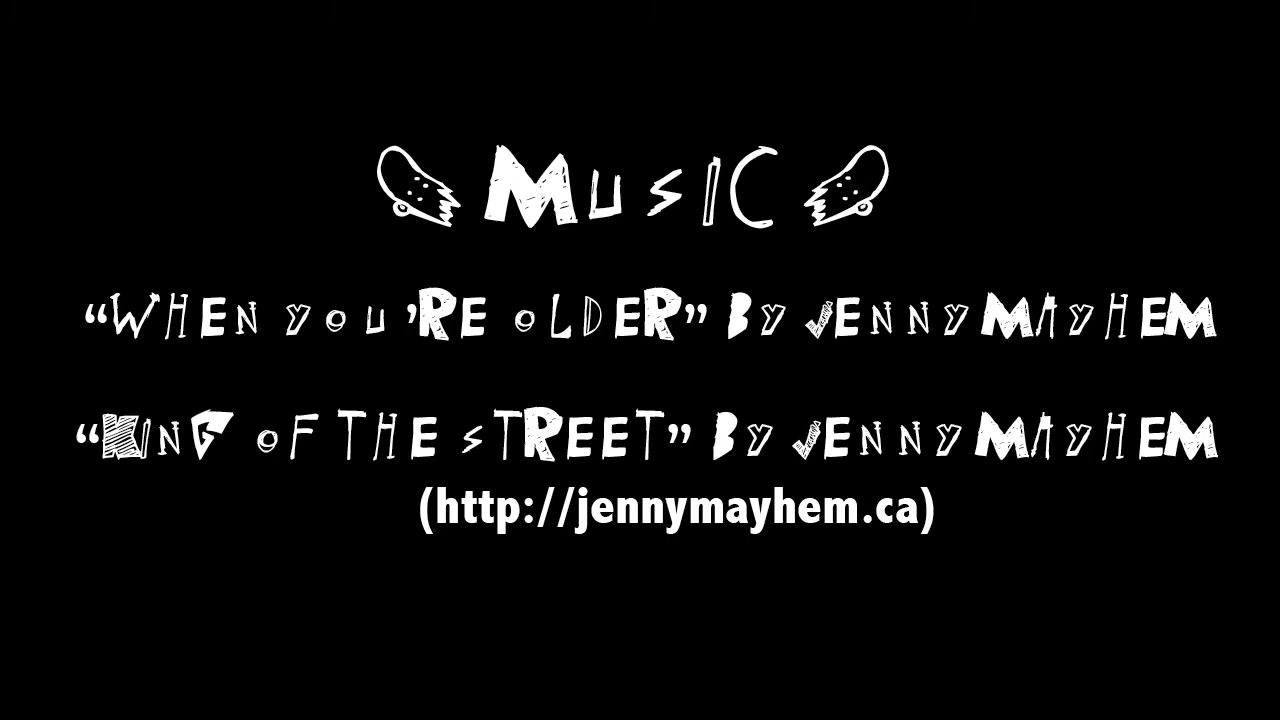 Music
“When you’re older” By Jenny Mayhem
“King of the street” By Jenny Mayhem
(http://jennymayhem.ca)